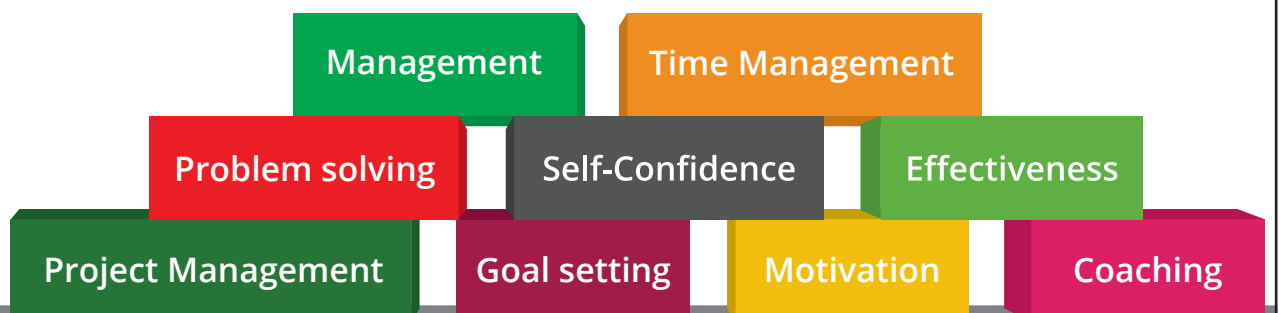 Management
Time Management
Problem solving
Self-Confidence
Effectiveness
Project Management
Goal setting
Motivation
Coaching